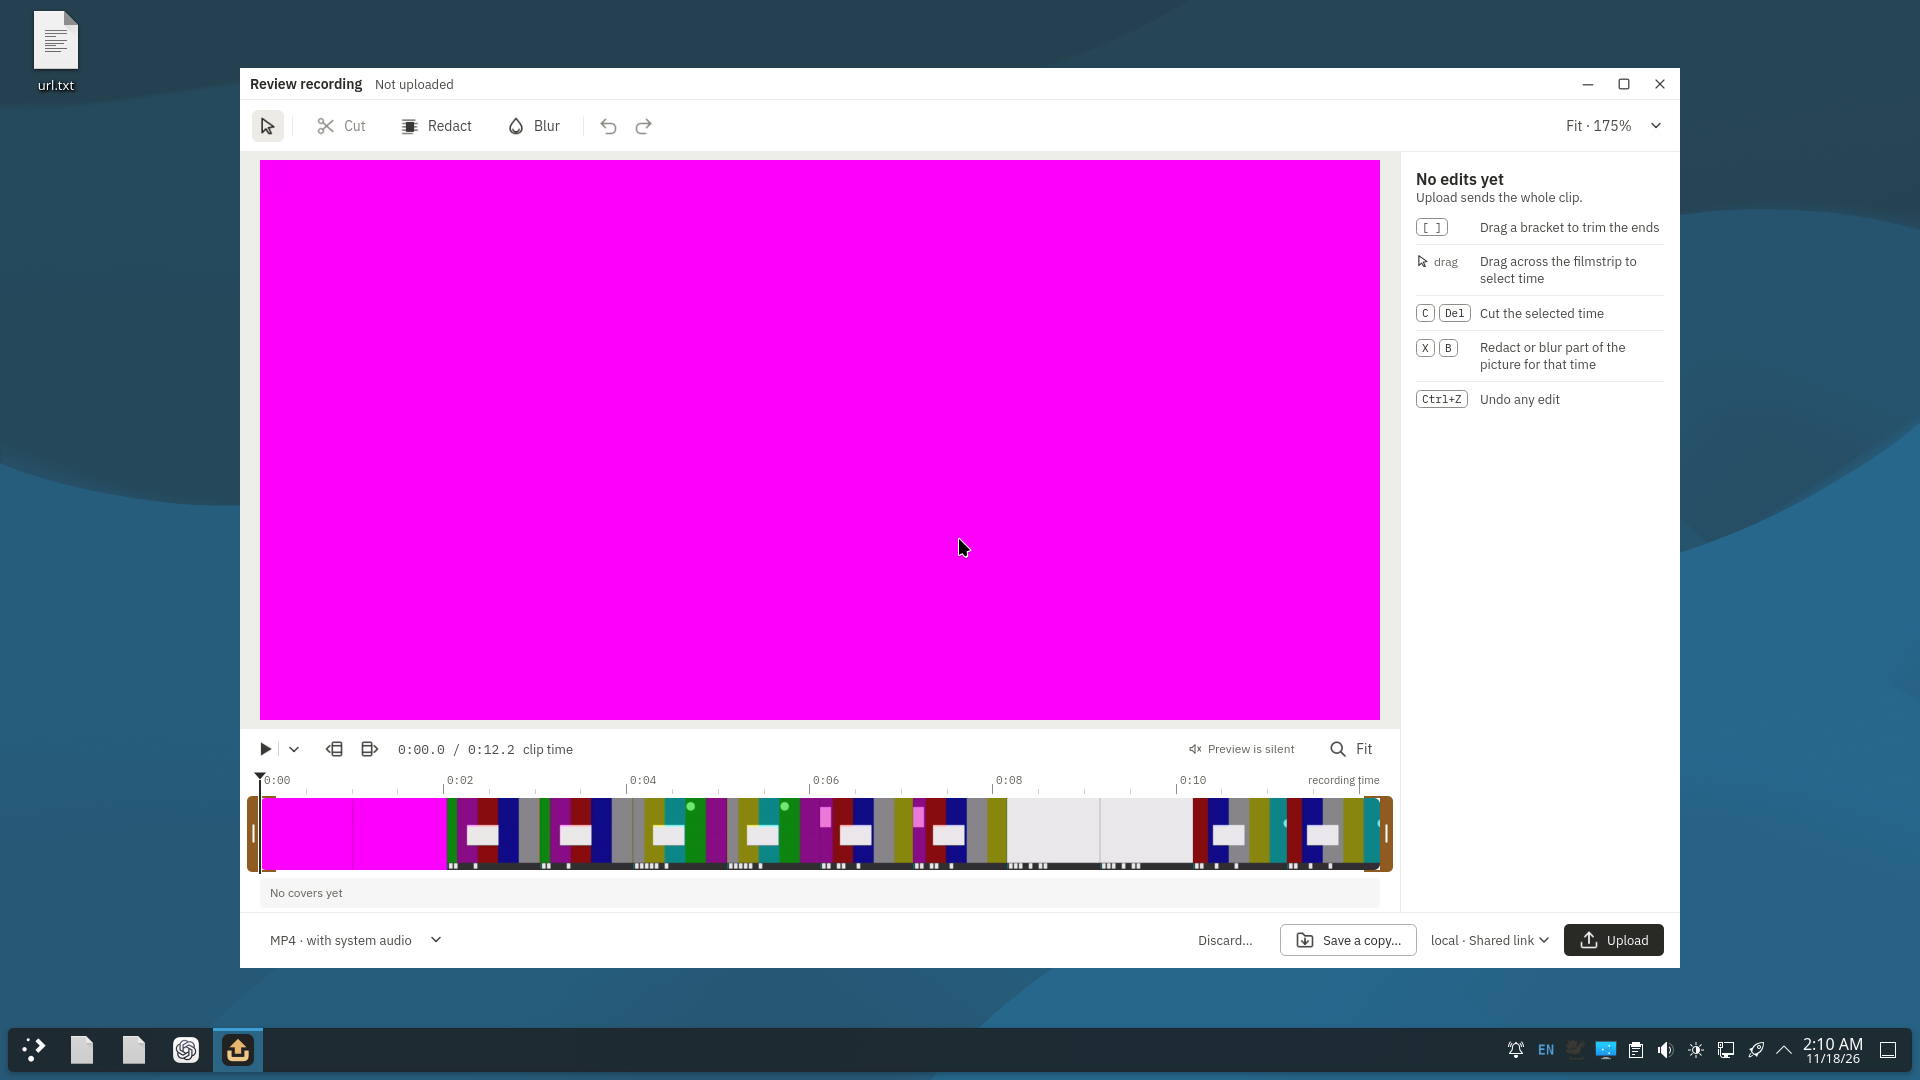 url.txt
Review recording Not uploaded
Cut Redact Blur Fit · 175%
No edits yet
Upload sends the whole clip.
[ ] Drag a bracket to trim the ends
drag Drag across the filmstrip to
select time
C Del Cut the selected time
X B Redact or blur part of the
picture for that time
Ctrl+Z Undo any edit
0:00.0 / 0:12.2 clip time Preview is silent Fit
0:00 0:02 0:04 0:06 0:08 0:10 recording time
No covers yet
MP4 · with system audio Discard... Save a copy... local · Shared link Upload
EN 2:10 AM
11/18/26